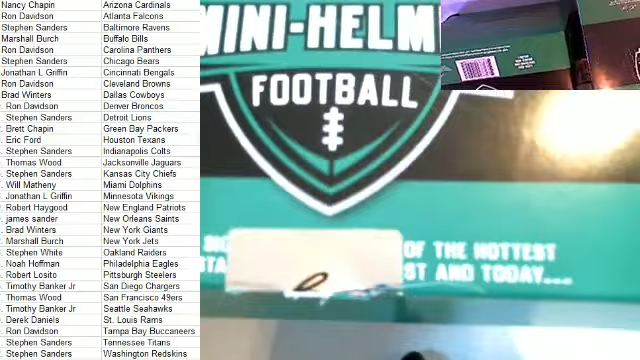 Nancy Chapin Arizona Cardinals
Ron Davidson Atlanta Falcons
Stephen Sanders Baltimore Ravens
Marshall Burch Buffalo Bills
Ron Davidson Carolina Panthers
Stephen Sanders Chicago Bears
Jonathan L Griffin Cincinnati Bengals
Ron Davidson Cleveland Browns
Brad Winters Dallas Cowboys
Ron Davidson Denver Broncos
Stephen Sanders Detroit Lions
Brett Chapin Green Bay Packers
Eric Ford Houston Texans
Stephen Sanders Indianapolis Colts
Thomas Wood Jacksonville Jaguars
Stephen Sanders Kansas City Chiefs
Will Matheny Miami Dolphins
Jonathan L Griffin Minnesota Vikings
Robert Haygood New England Patriots
james sander New Orleans Saints
Brad Winters New York Giants
Marshall Burch New York Jets
Stephen White Oakland Raiders
Noah Hoffman Philadelphia Eagles
Robert Losito Pittsburgh Steelers
Timothy Banker Jr San Diego Chargers
Thomas Wood San Francisco 49ers
Timothy Banker Jr Seattle Seahawks
Derek Daniels St. Louis Rams
Ron Davidson Tampa Bay Buccaneers
Stephen Sanders Tennessee Titans
Stephen Sanders Washington Redskins
MINI-HELM
FOOTBALL
OF THE HOTTEST
ST AND TODAY...